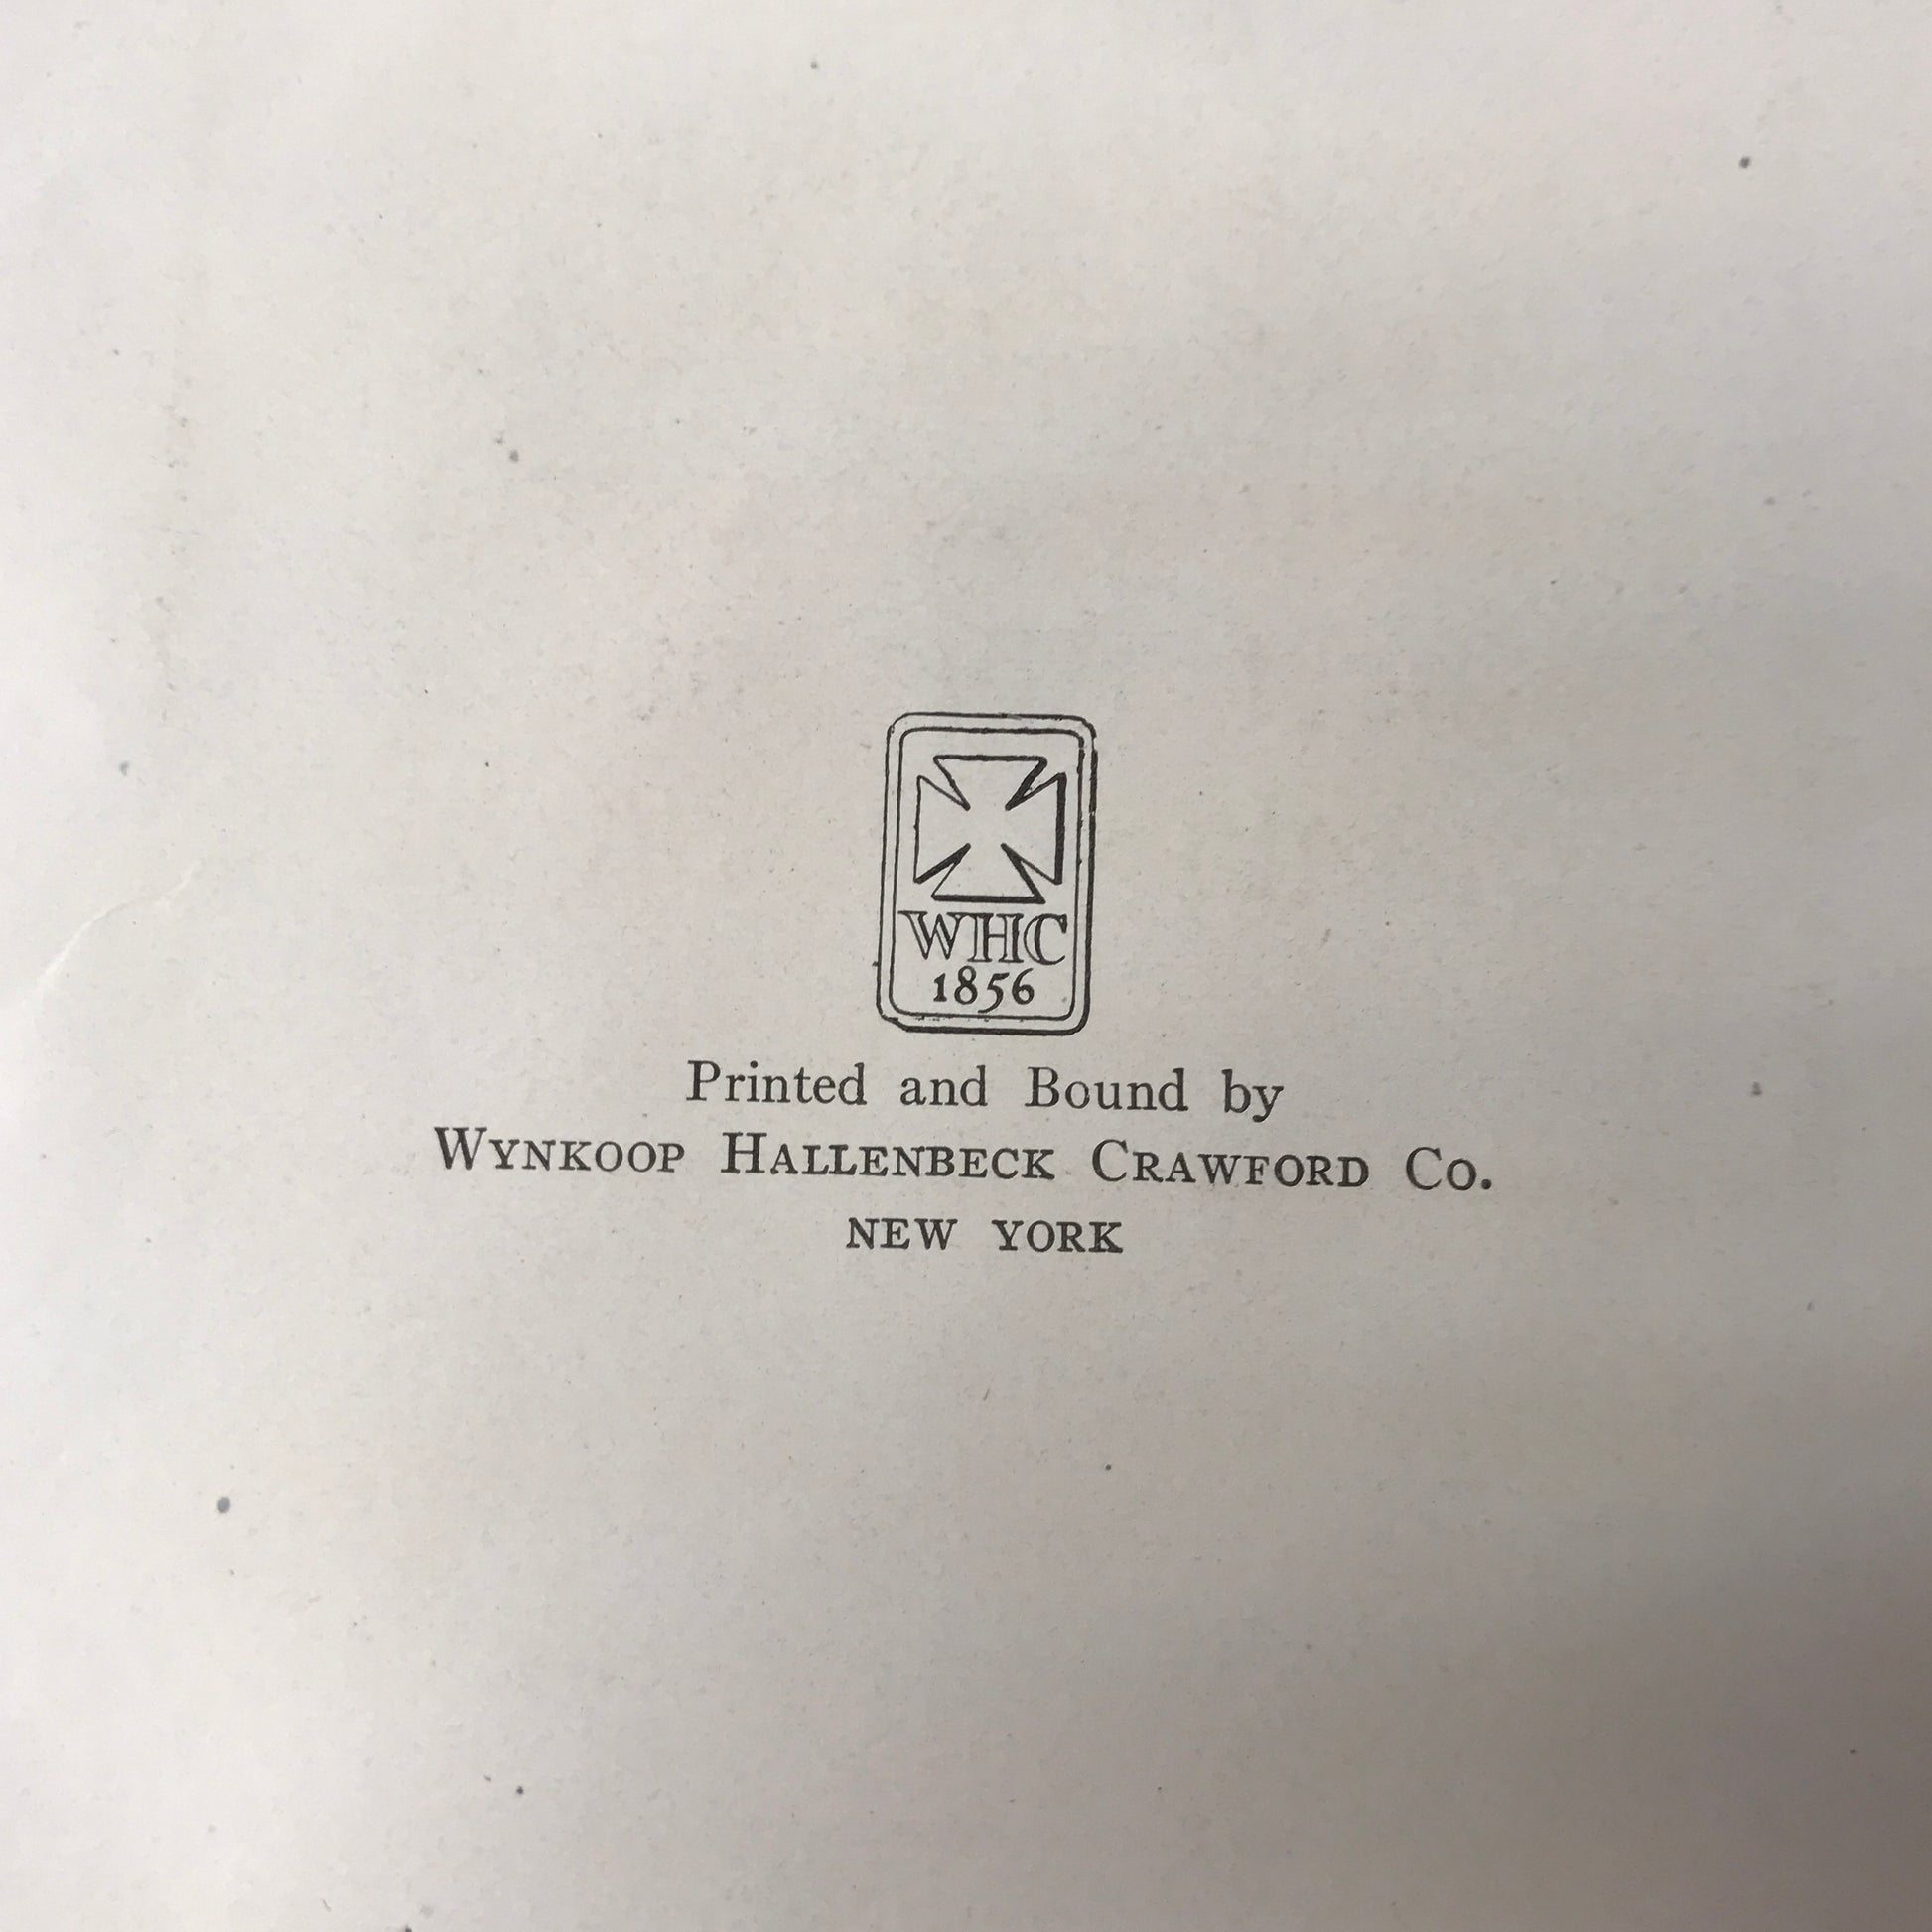 WHC
1856
Printed and Bound by
WYNKOOP HALLENBECK CRAWFORD CO.
NEW YORK